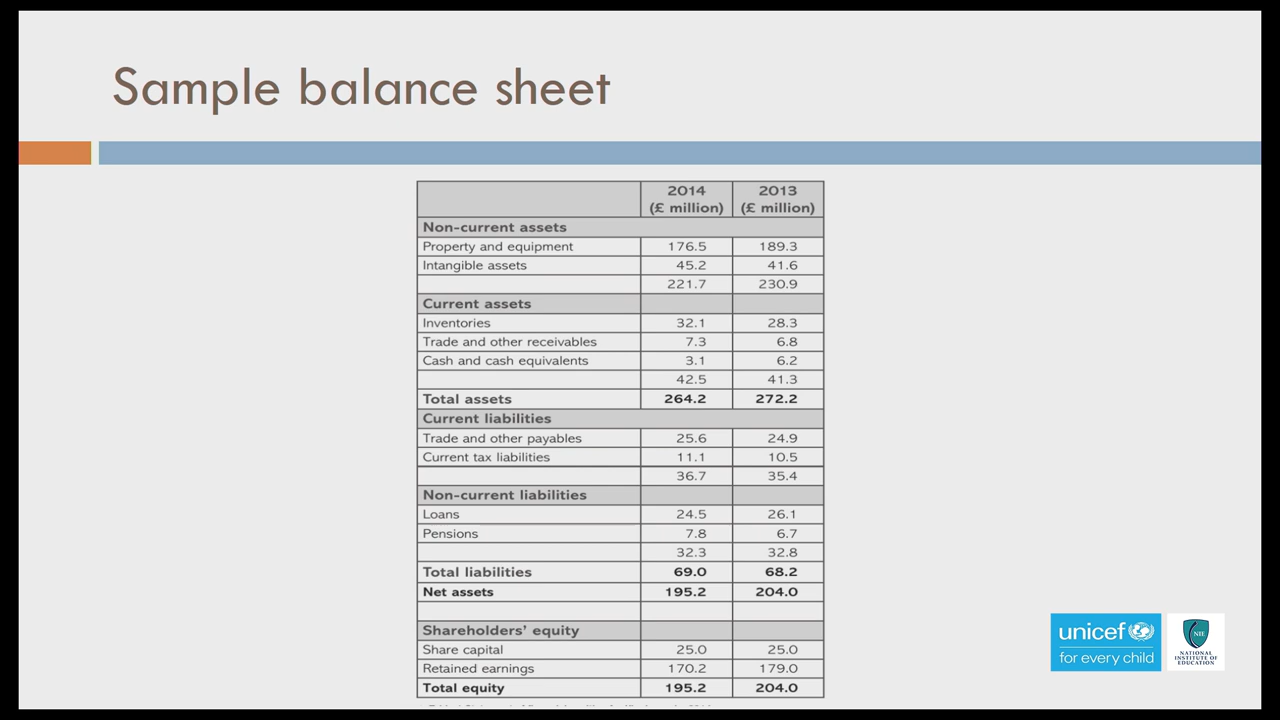 Sample balance sheet
2014 2013
(£ million) (£ million)
Non-current assets
Property and equipment 176.5 189.3
Intangible assets 45.2 41.6
221.7 230.9
Current assets
Inventories 32.1 28.3
Trade and other receivables 7.3 6.8
Cash and cash equivalents 3.1 6.2
42.5 41.3
Total assets 264.2 272.2
Current liabilities
Trade and other payables 25.6 24.9
Current tax liabilities 11.1 10.5
36.7 35.4
Non-current liabilities
Loans 24.5 26.1
Pensions 7.8 6.7
32.3 32.8
Total liabilities 69.0 68.2
Net assets 195.2 204.0
Shareholders’ equity
Share capital 25.0 25.0
Retained earnings 170.2 179.0
Total equity 195.2 204.0
unicef
for every child
NIE
NATIONAL
INSTITUTE OF
EDUCATION